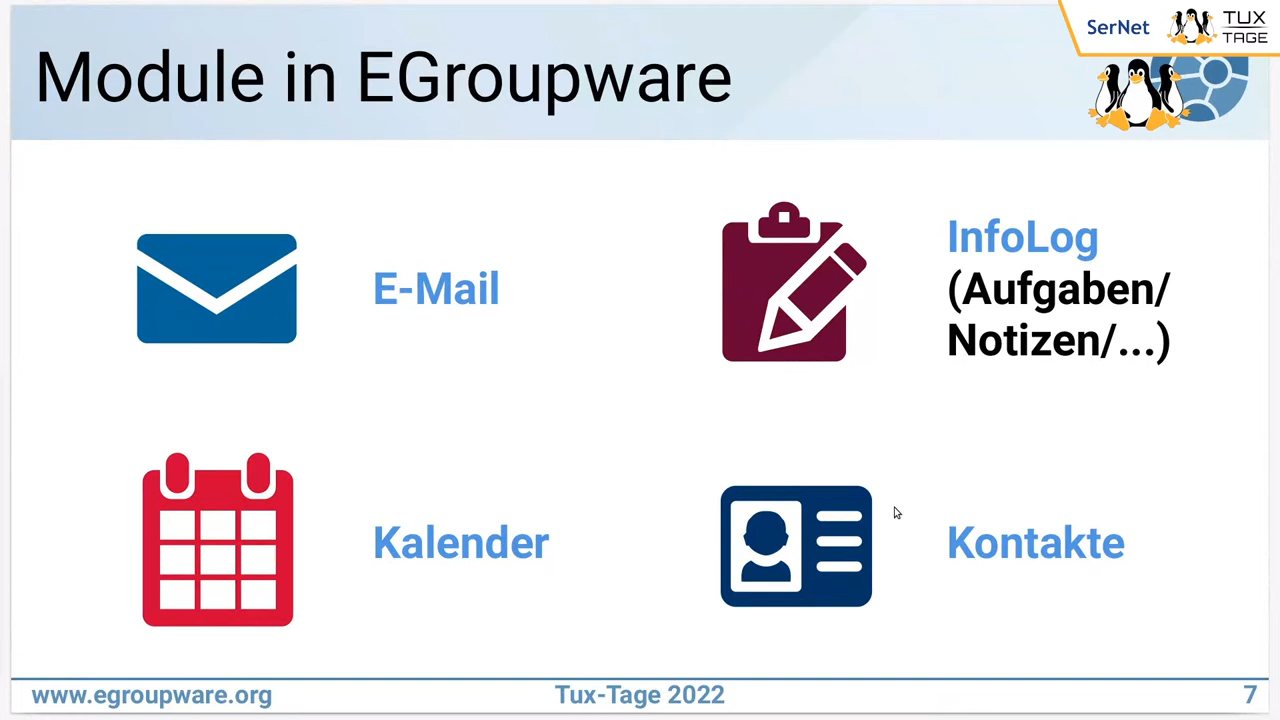 SerNet
TUX
TAGE
Module in EGroupware
E-Mail
InfoLog
(Aufgaben/
Notizen/...)
Kalender
Kontakte
www.egroupware.org
Tux-Tage 2022
7